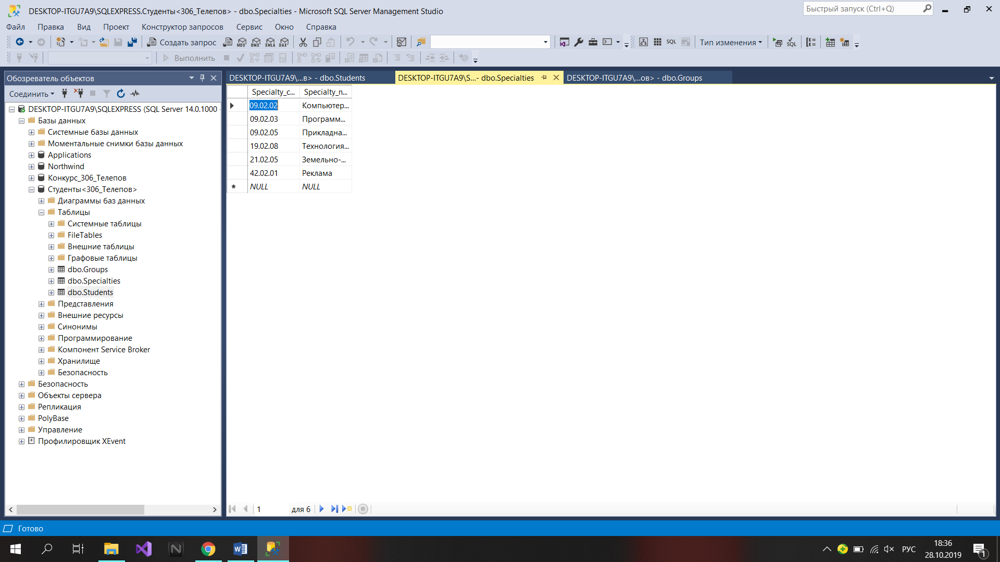 DESKTOP-ITGU7A9\SQLEXPRESS.Студенты<306_Телепов> - dbo.Specialties - Microsoft SQL Server Management Studio
Быстрый запуск (Ctrl+Q)
Файл Правка Вид Проект Конструктор запросов Сервис Окно Справка
Создать запрос MDX DMX XMLA DAX SQL Тип изменения SQL
Выполнить
Обозреватель объектов
DESKTOP-ITGU7A9\...в> - dbo.Students
DESKTOP-ITGU7A9\S...- dbo.Specialties
DESKTOP-ITGU7A9\...ов> - dbo.Groups
Соединить
DESKTOP-ITGU7A9\SQLEXPRESS (SQL Server 14.0.1000 -
Базы данных
Системные базы данных
Моментальные снимки базы данных
Applications
Northwind
Конкурс_306_Телепов
Студенты<306_Телепов>
Диаграммы баз данных
Таблицы
Системные таблицы
FileTables
Внешние таблицы
Графовые таблицы
dbo.Groups
dbo.Specialties
dbo.Students
Представления
Внешние ресурсы
Синонимы
Программирование
Компонент Service Broker
Хранилище
Безопасность
Безопасность
Объекты сервера
Репликация
PolyBase
Управление
Профилировщик XEvent
Specialty_c... Specialty_n...
09.02.02 Компьютер...
09.02.03 Программ...
09.02.05 Прикладна...
19.02.08 Технология...
21.02.05 Земельно-...
42.02.01 Реклама
NULL NULL
1 для 6
Готово
РУС
18:36
28.10.2019
1